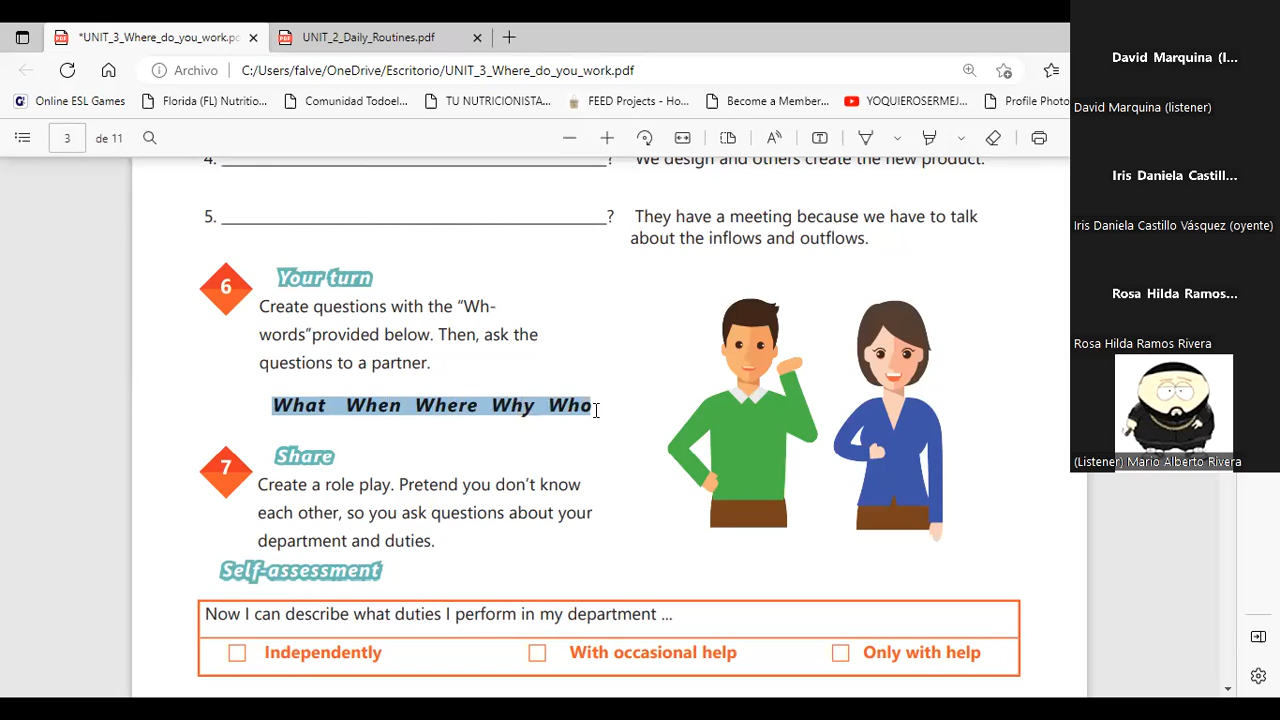 *UNIT_3_Where_do_you_work.pd
UNIT_2_Daily_Routines.pdf
Archivo
C:/Users/falve/OneDrive/Escritorio/UNIT_3_Where_do_you_work.pdf
Online ESL Games
Florida (FL) Nutritio...
Comunidad Todoel...
TU NUTRICIONISTA...
FEED Projects - Ho...
Become a Member...
YOQUIEROSERMEJ...
Profile Photo
3
de 11
4. ___________________________________? We design and others create the new product.
5. ___________________________________? They have a meeting because we have to talk
about the inflows and outflows.
6
Your turn
Create questions with the “Wh-
words”provided below. Then, ask the
questions to a partner.
What When Where Why Who
7
Share
Create a role play. Pretend you don’t know
each other, so you ask questions about your
department and duties.
Self-assessment
Now I can describe what duties I perform in my department ...
Independently
With occasional help
Only with help
David Marquina (l...
David Marquina (listener)
Iris Daniela Castill...
Iris Daniela Castillo Vásquez (oyente)
Rosa Hilda Ramos...
Rosa Hilda Ramos Rivera
(Listener) Mario Alberto Rivera